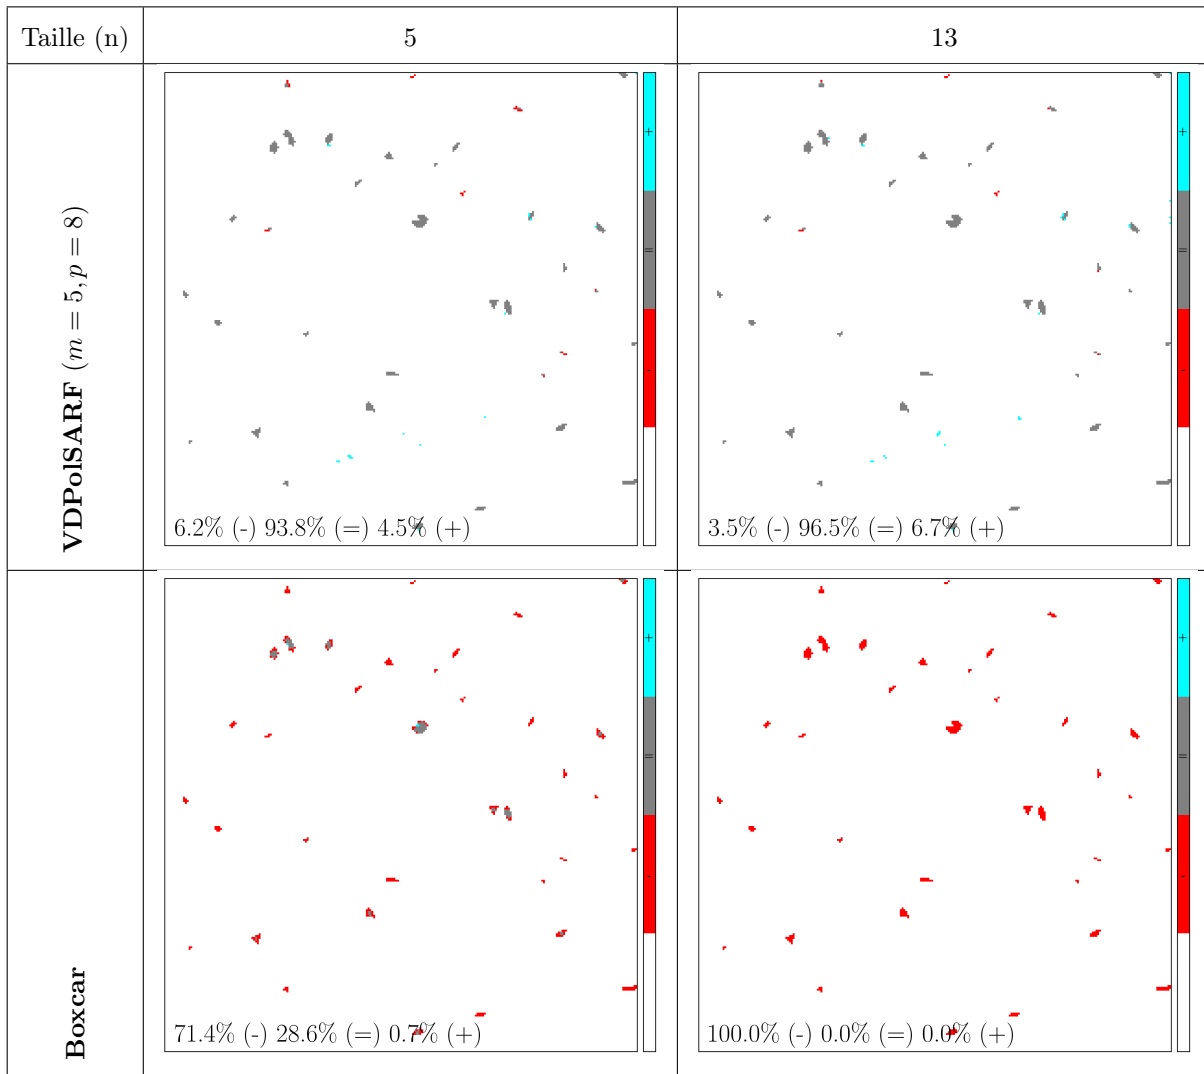 Taille (n) 5 13
VDPolSARF (m = 5, p = 8)
+
=
-
6.2% (-) 93.8% (=) 4.5% (+)
+
=
-
3.5% (-) 96.5% (=) 6.7% (+)
Boxcar
+
=
-
71.4% (-) 28.6% (=) 0.7% (+)
+
=
-
100.0% (-) 0.0% (=) 0.0% (+)